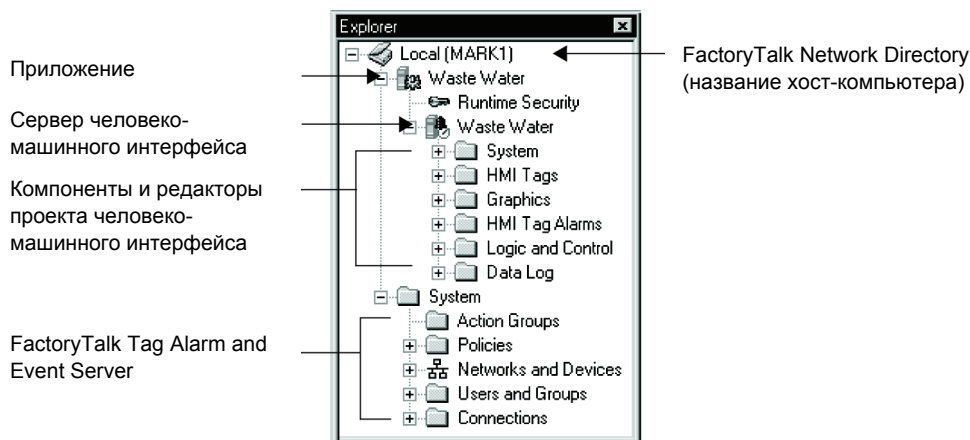 Приложение
Сервер человеко-
машинного интерфейса
Компоненты и редакторы
проекта человеко-
машинного интерфейса
FactoryTalk Tag Alarm and
Event Server
Explorer
Local (MARK1)
Waste Water
Runtime Security
Waste Water
System
HMI Tags
Graphics
HMI Tag Alarms
Logic and Control
Data Log
System
Action Groups
Policies
Networks and Devices
Users and Groups
Connections
FactoryTalk Network Directory
(название хост-компьютера)